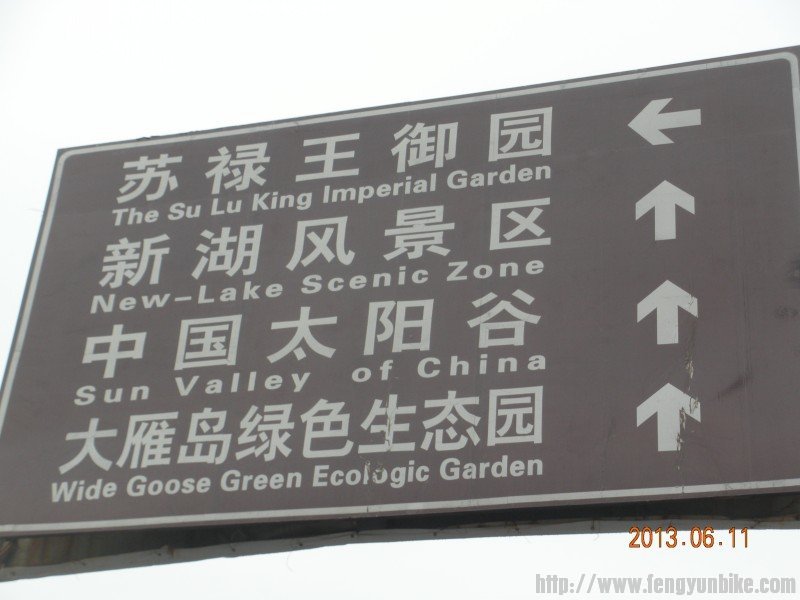 苏禄王御园
The Su Lu King Imperial Garden
新湖风景区
New-Lake Scenic Zone
中国太阳谷
Sun Valley of China
大雁岛绿色生态园
Wide Goose Green Ecologic Garden
2013.06.11
http://www.fengyunbike.com